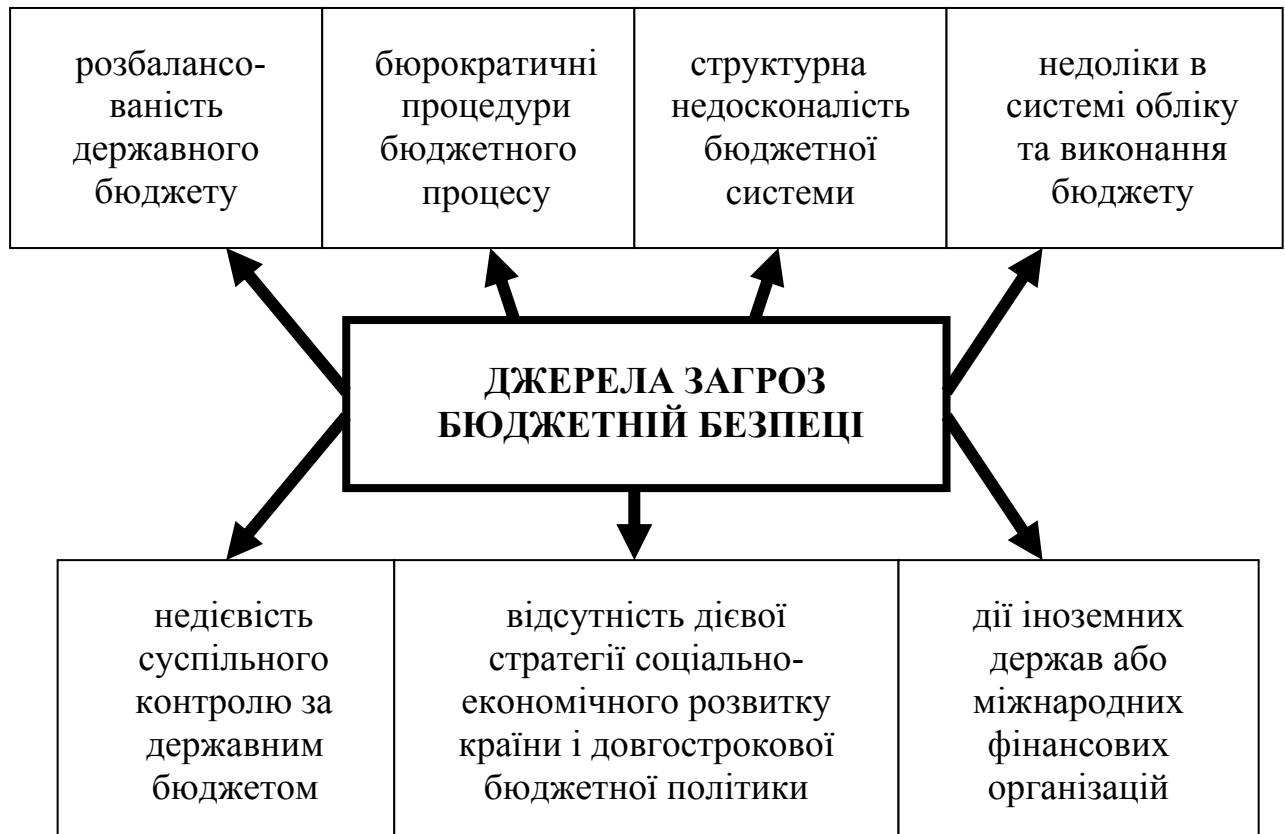 розбалансо-
ваність
державного
бюджету
бюрократичні
процедури
бюджетного
процесу
структурна
недосконалість
бюджетної
системи
недоліки в
системі обліку
та виконання
бюджету
ДЖЕРЕЛА ЗАГРОЗ
БЮДЖЕТНІЙ БЕЗПЕЦІ
недієвість
суспільного
контролю за
державним
бюджетом
відсутність дієвої
стратегії соціально-
економічного розвитку
країни і довгострокової
бюджетної політики
дії іноземних
держав або
міжнародних
фінансових
організацій